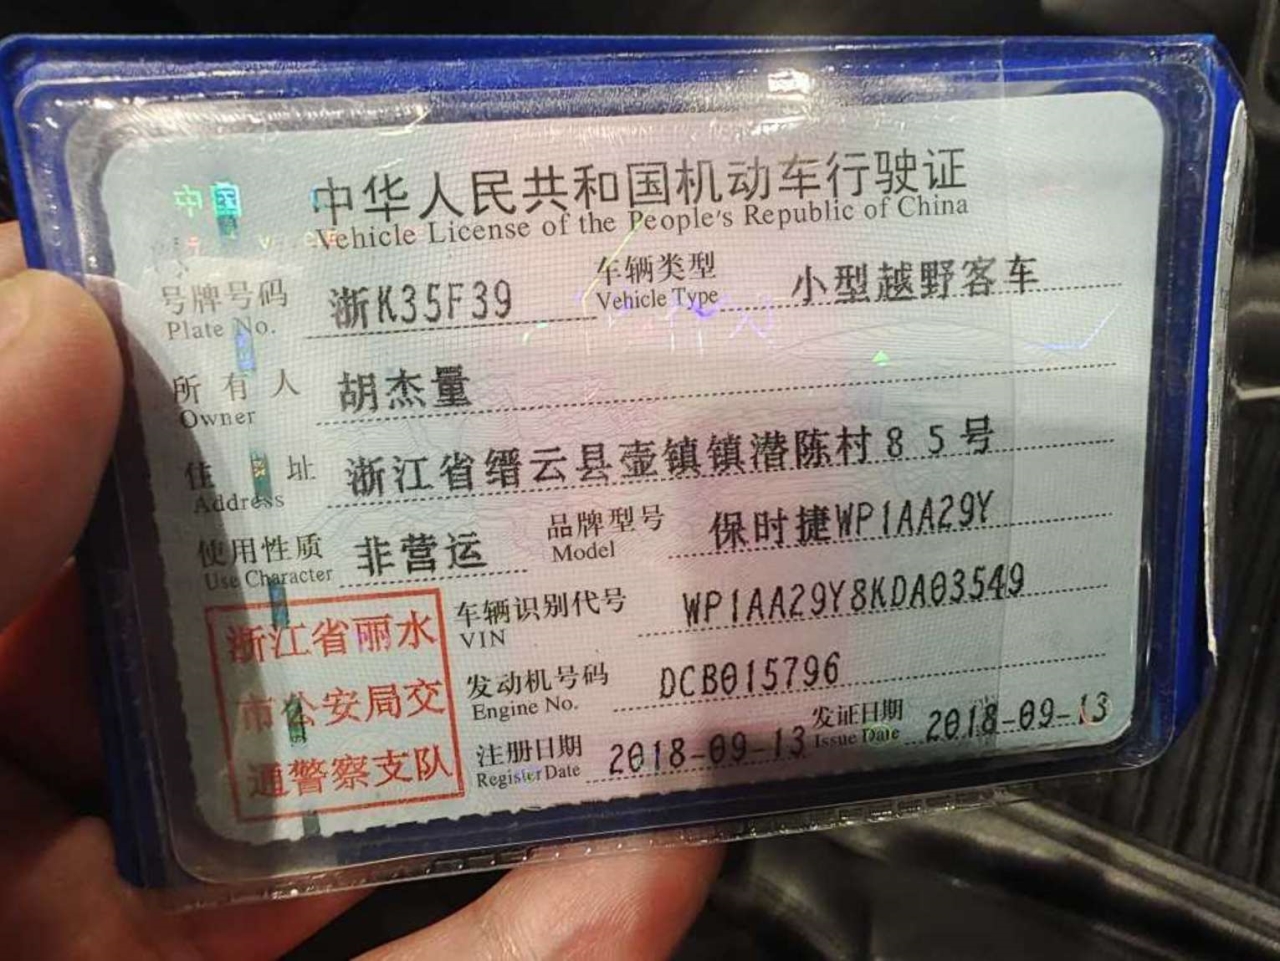 中国
中华人民共和国机动车行驶证
Vehicle License of the People's Republic of China
号牌号码 浙K35F39 车辆类型 小型越野客车
Plate No. Vehicle Type
所有人 胡杰量
Owner
住址 浙江省缙云县壶镇镇潜陈村85号
Address
使用性质 非营运 品牌型号 保时捷WP1AA29Y
Use Character Model
浙江省丽水
市公安局交
通警察支队
车辆识别代号 WP1AA29Y8KDA03549
VIN
发动机号码 DCB015796
Engine No.
注册日期 2018-09-13 发证日期 2018-09-13
Register Date Issue Date